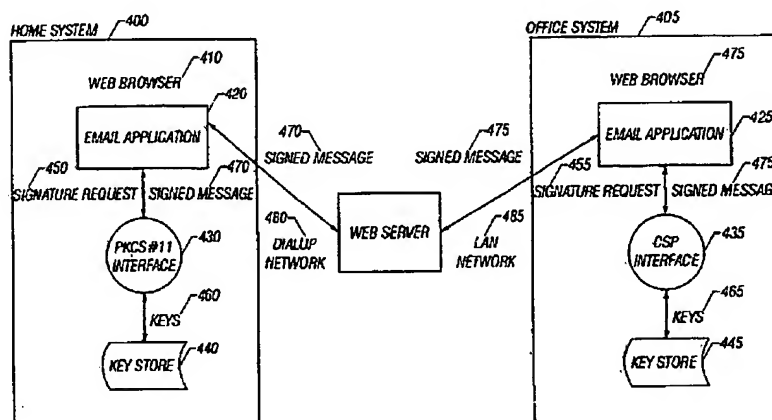 HOME SYSTEM 400
WEB BROWSER 410
420
EMAIL APPLICATION
450
SIGNATURE REQUEST
470
SIGNED MESSAGE
PKCS #11 INTERFACE
430
460
KEYS
KEY STORE
440
470
SIGNED MESSAGE
480
DIALUP NETWORK
WEB SERVER
475
SIGNED MESSAGE
485
LAN NETWORK
OFFICE SYSTEM 405
WEB BROWSER 475
EMAIL APPLICATION
425
455
SIGNATURE REQUEST
475
SIGNED MESSAGE
CSP INTERFACE
435
465
KEYS
KEY STORE
445